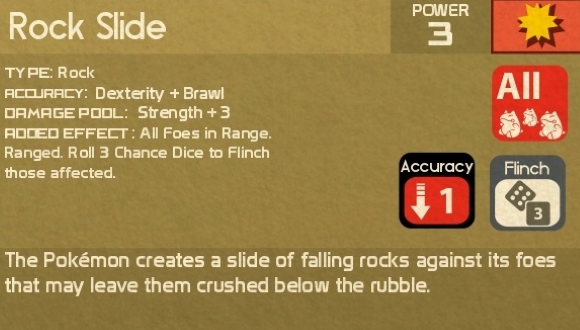 Rock Slide
POWER
3
TYPE: Rock
ACCURACY: Dexterity + Brawl
DAMAGE POOL: Strength + 3
ADDED EFFECT: All Foes in Range.
Ranged. Roll 3 Chance Dice to Flinch
those affected.
All
Accuracy
1
Flinch
3
The Pokémon creates a slide of falling rocks against its foes
that may leave them crushed below the rubble.